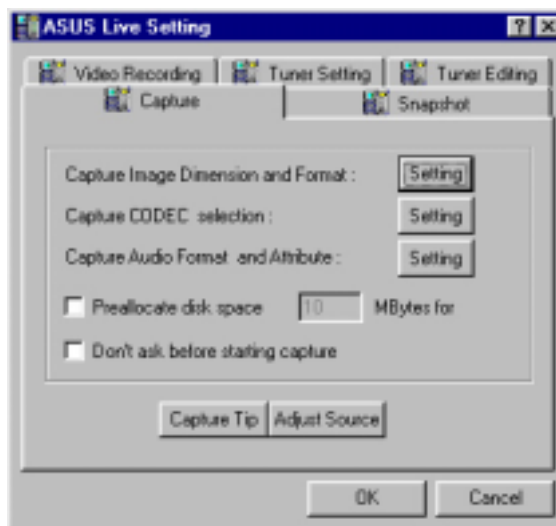 ASUS Live Setting
Video Recording Tuner Setting Tuner Editing
Capture Snapshot
Capture Image Dimension and Format : Setting
Capture CODEC selection : Setting
Capture Audio Format and Attribute : Setting
Preallocate disk space 10 MBytes for
Don't ask before starting capture
Capture Tip Adjust Source
OK Cancel